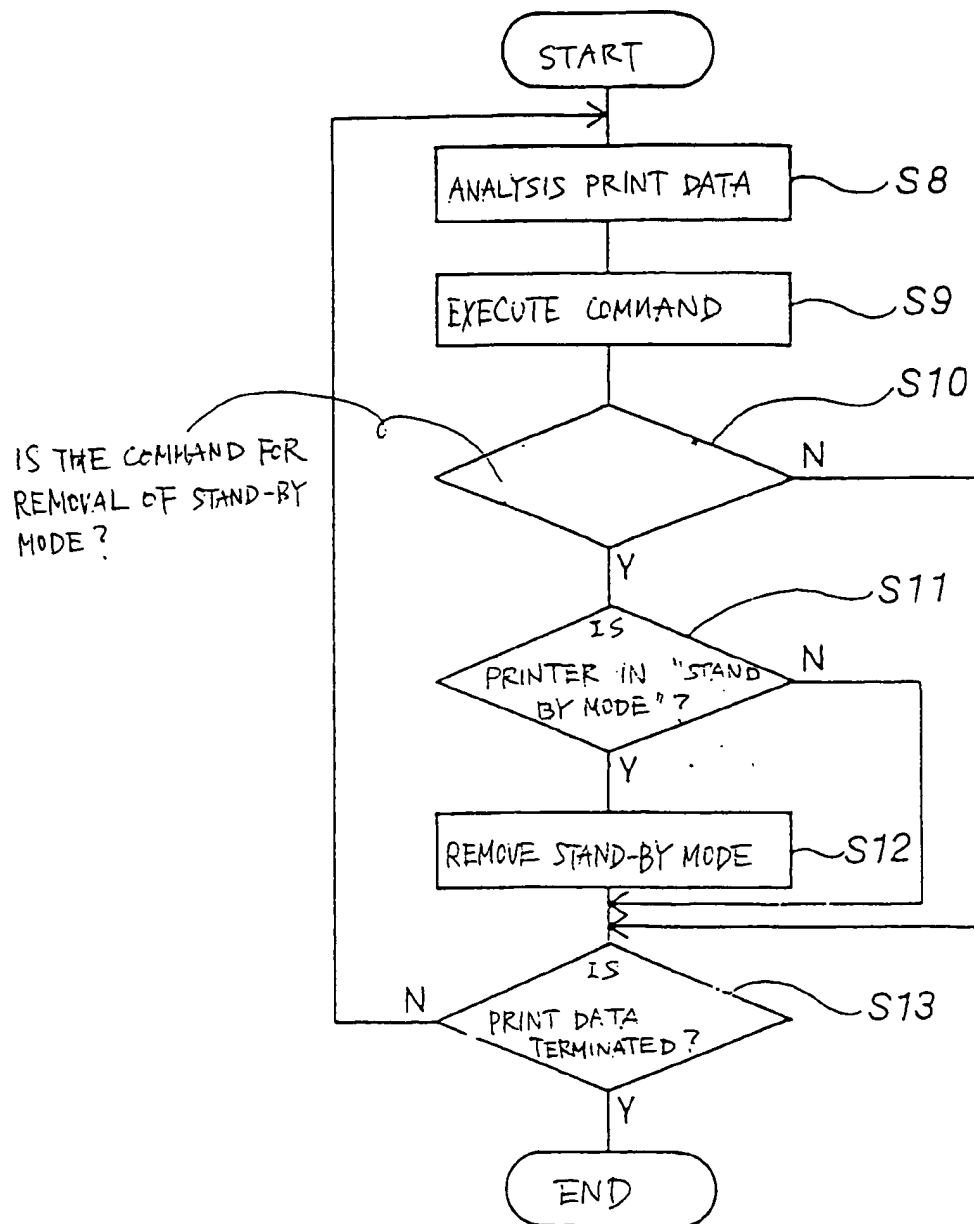 START
ANALYSIS PRINT DATA
S8
EXECUTE COMMAND
S9
S10
IS THE COMMAND FOR
REMOVAL OF STAND-BY
MODE?
N
Y
S11
IS
PRINTER IN "STAND
BY MODE"?
N
Y
REMOVE STAND-BY MODE
S12
IS
PRINT DATA
TERMINATED?
N
S13
Y
END